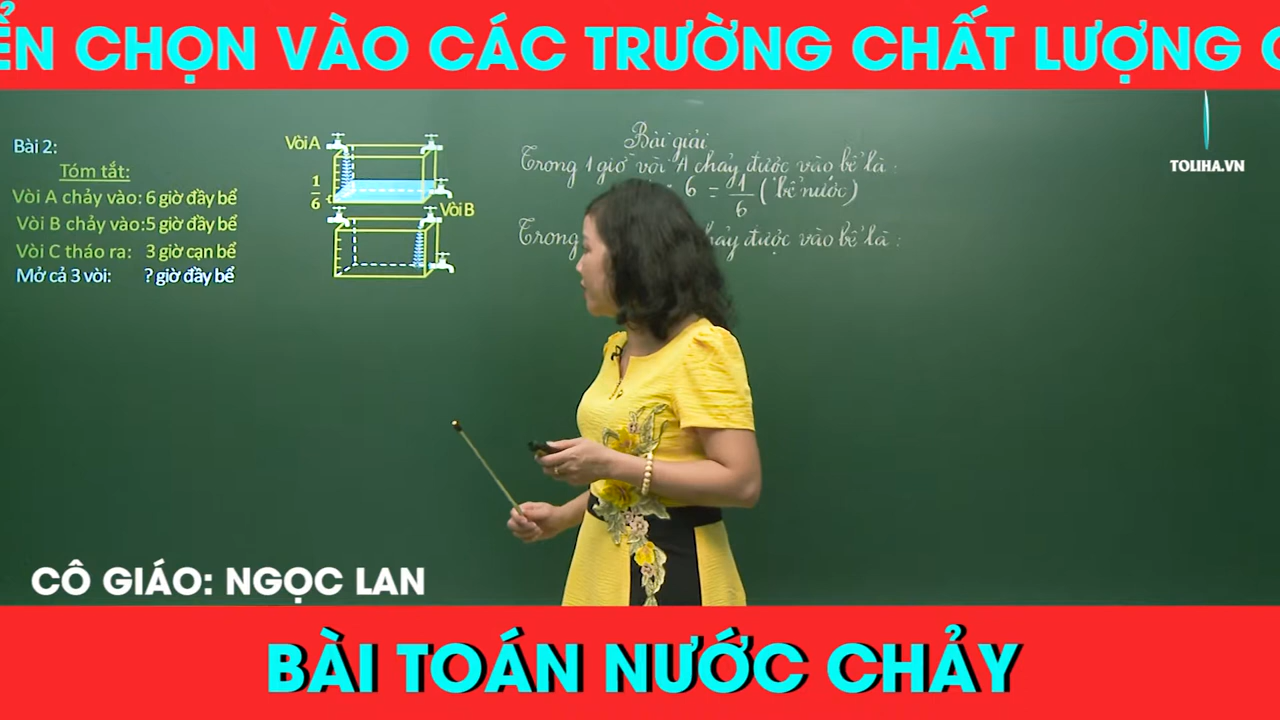 ỂN CHỌN VÀO CÁC TRƯỜNG CHẤT LƯỢNG C
TOLIHA.VN
Bài 2:
Tóm tắt:
Vòi A chảy vào: 6 giờ đầy bể
Vòi B chảy vào:5 giờ đầy bể
Vòi C tháo ra: 3 giờ cạn bể
Mở cả 3 vòi: ? giờ đầy bể
Vòi A
1
6
Vòi B
Bài giải
Trong 1 giờ vòi A chảy được vào bể là :
6 = 1/6 (bể nước)
Trong chảy được vào bể là :
CÔ GIÁO: NGỌC LAN
BÀI TOÁN NƯỚC CHẢY